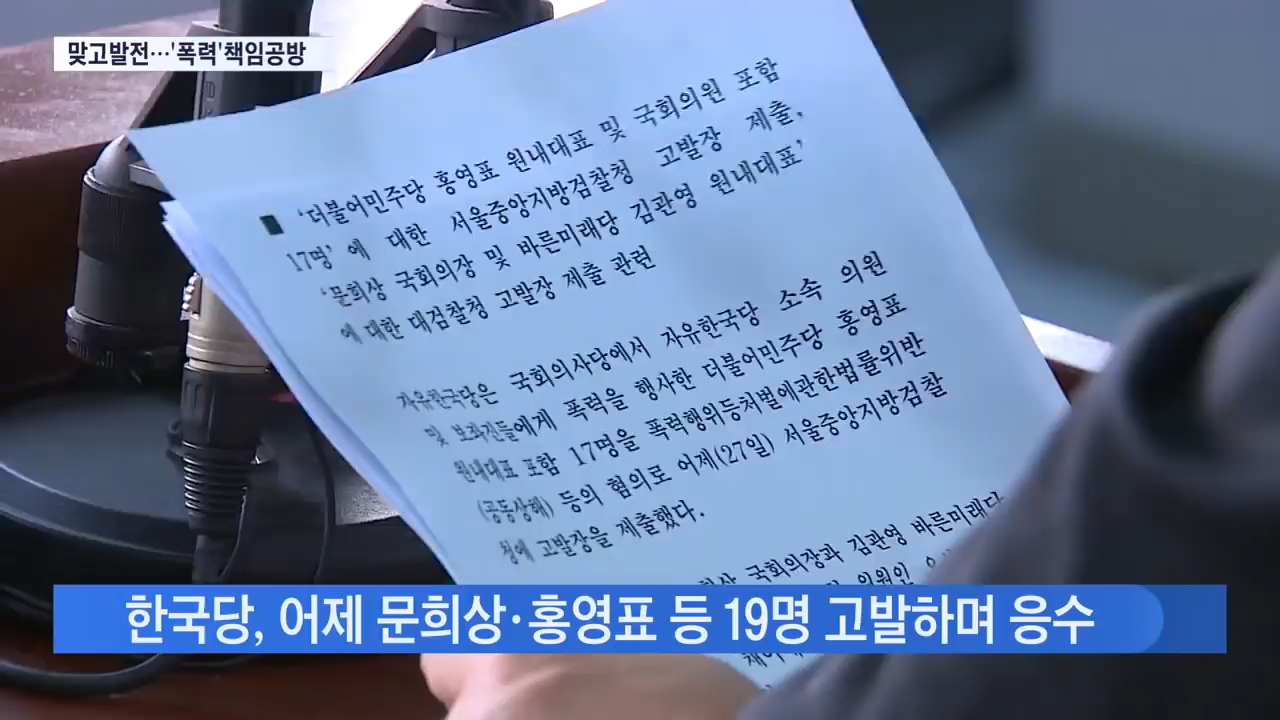 맞고발전…'폭력'책임공방
■ '더불어민주당 홍영표 원내대표 및 국회의원 포함
17명'에 대한 서울중앙지방검찰청 고발장 제출,
'문희상 국회의장 및 바른미래당 김관영 원내대표'
에 대한 대검찰청 고발장 제출 관련
자유한국당은 국회의사당에서 자유한국당 소속 의원
및 보좌진들에게 폭력을 행사한 더불어민주당 홍영표
원내대표 포함 17명을 폭력행위등처벌에관한법률위반
(공동상해) 등의 혐의로 어제(27일) 서울중앙지방검찰
청에 고발장을 제출했다.
국회의장과 김관영 바른미래당
의원인
한국당, 어제 문희상·홍영표 등 19명 고발하며 응수